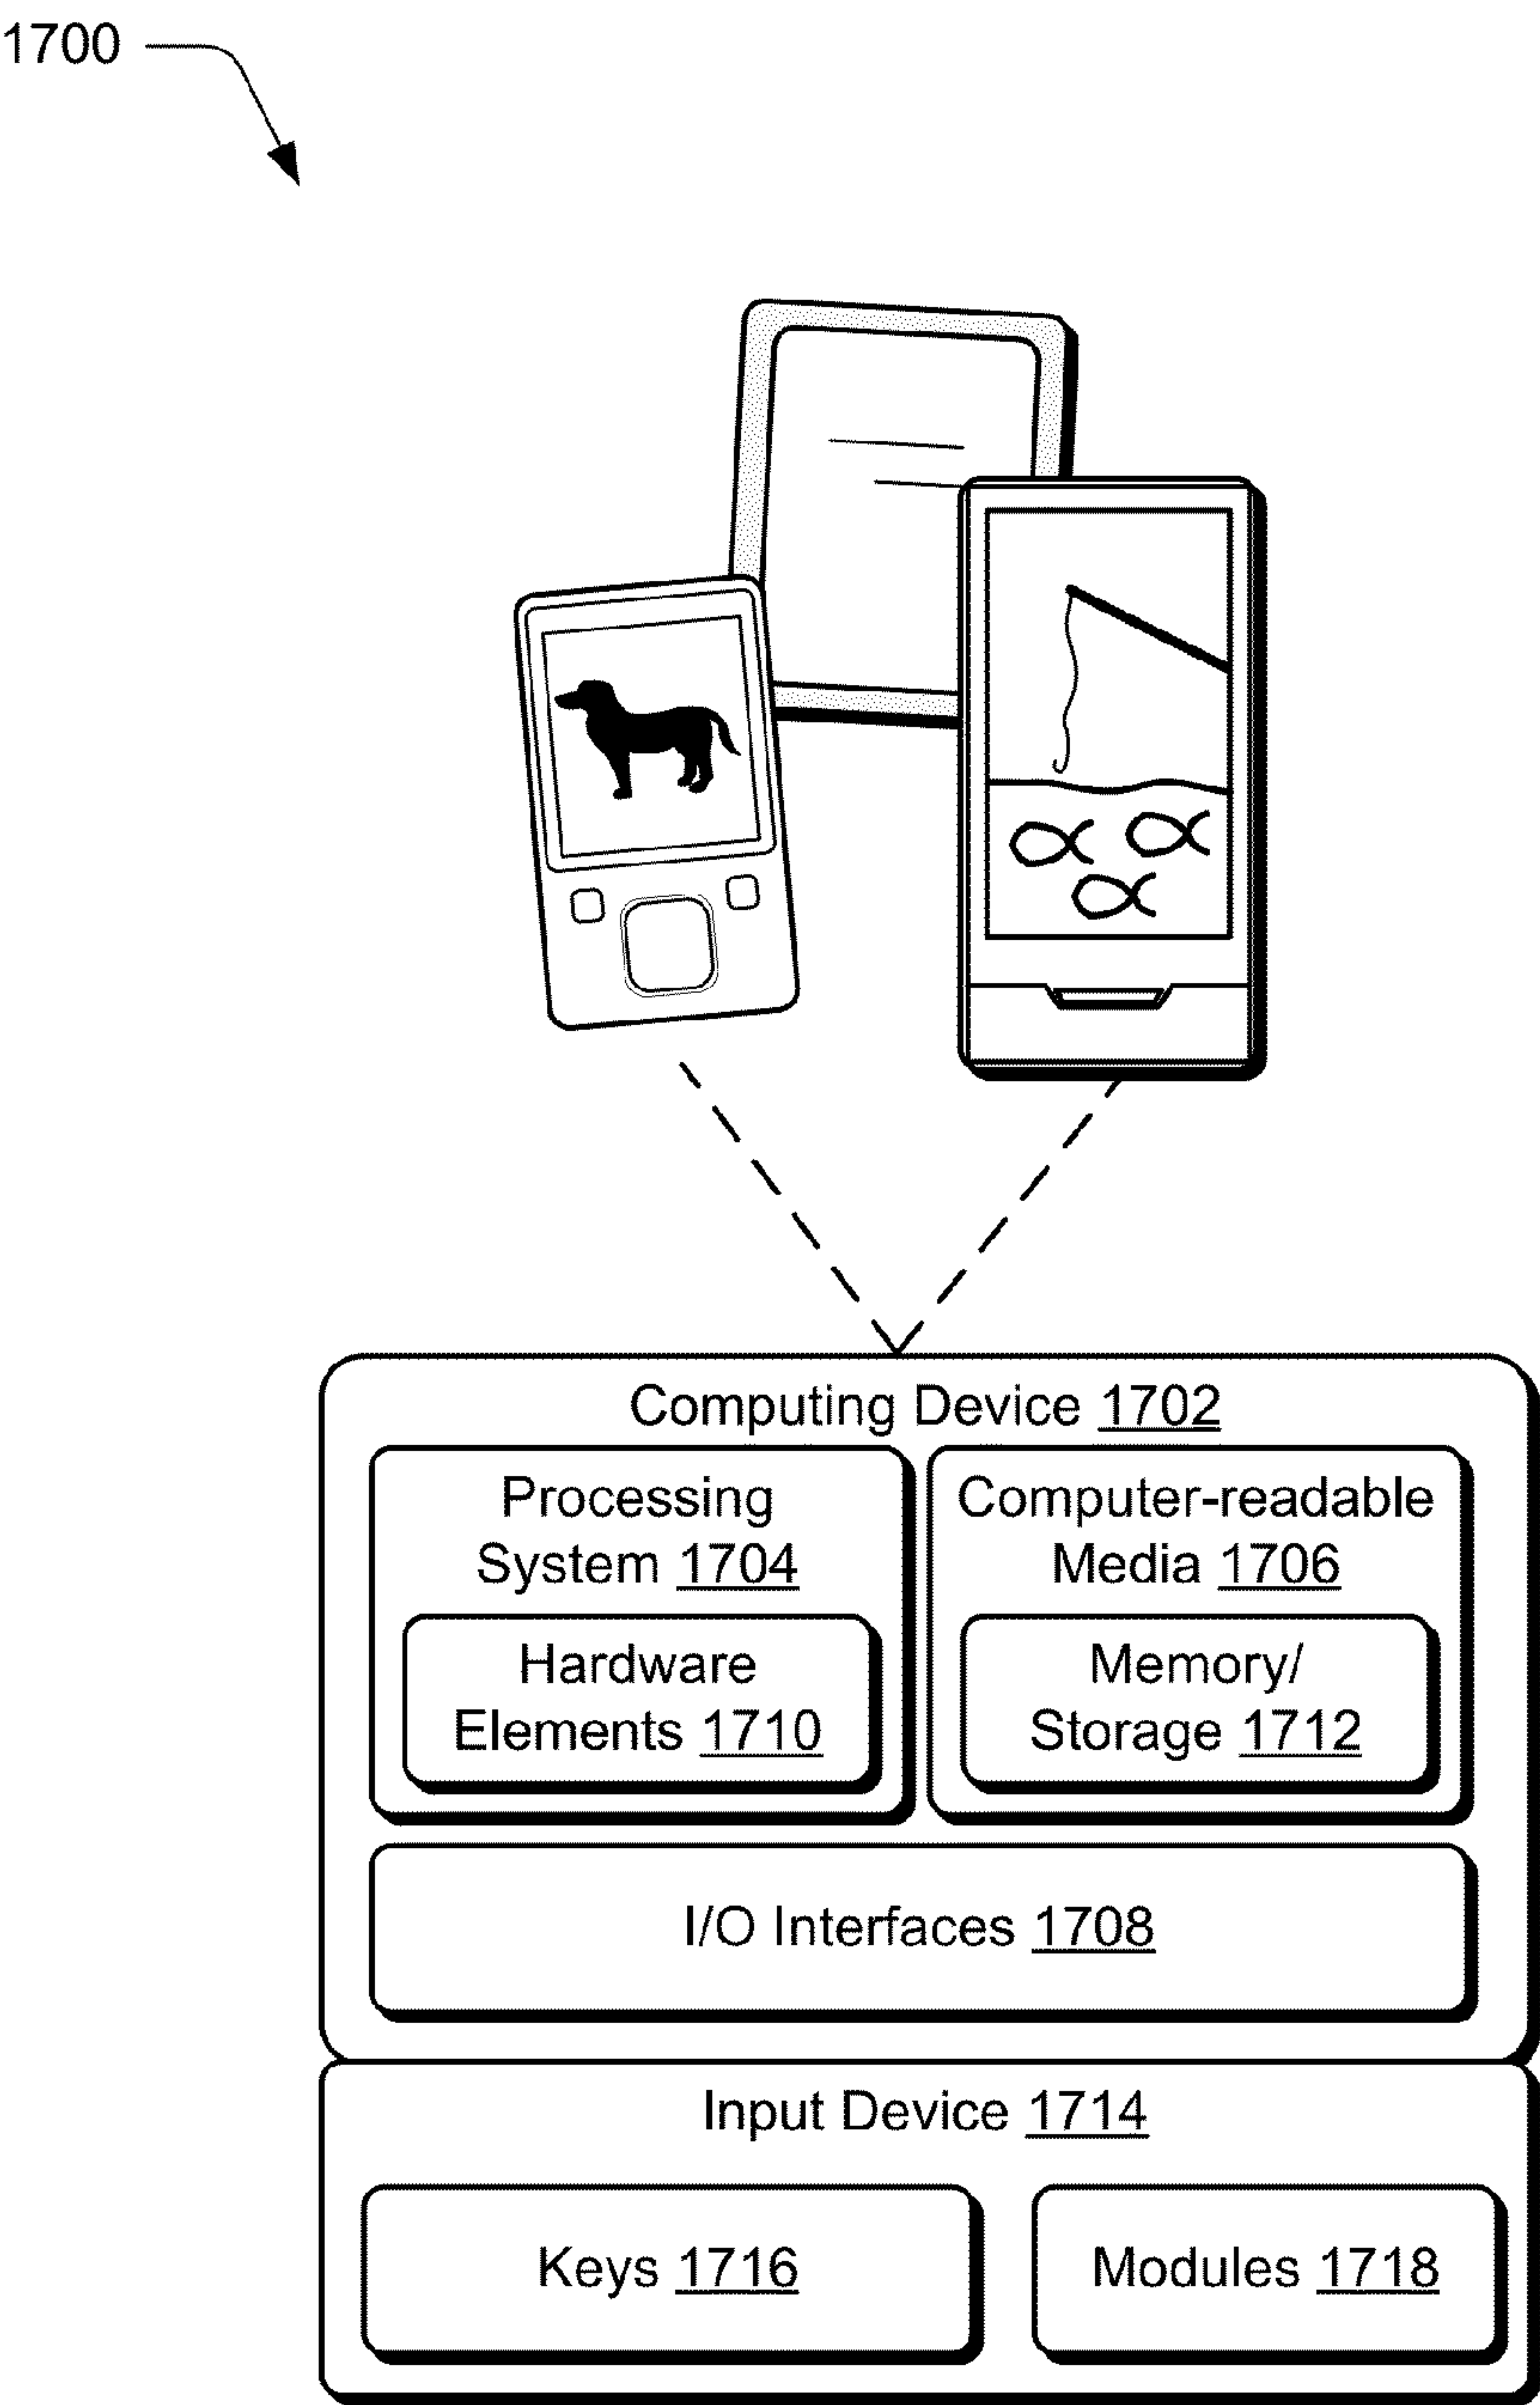 1700
Computing Device 1702
Processing
System 1704
Hardware
Elements 1710
Computer-readable
Media 1706
Memory/
Storage 1712
I/O Interfaces 1708
Input Device 1714
Keys 1716
Modules 1718